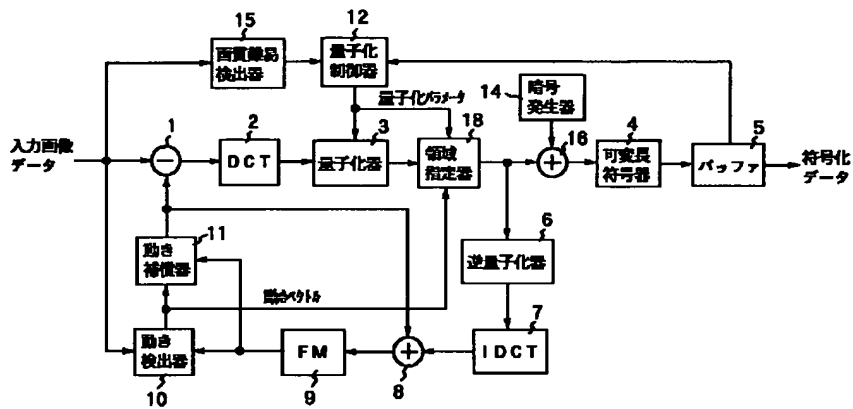 15
画質難易
検出器
12
量子化
制御器
量子化パラメータ
14
暗号
発生器
入力画像
データ
1
2
DCT
3
量子化器
18
領域
指定器
16
4
可変長
符号器
5
バッファ
符号化
データ
11
動き
補償器
6
逆量子化器
動きベクトル
動き
検出器
10
FM
9
8
7
IDCT